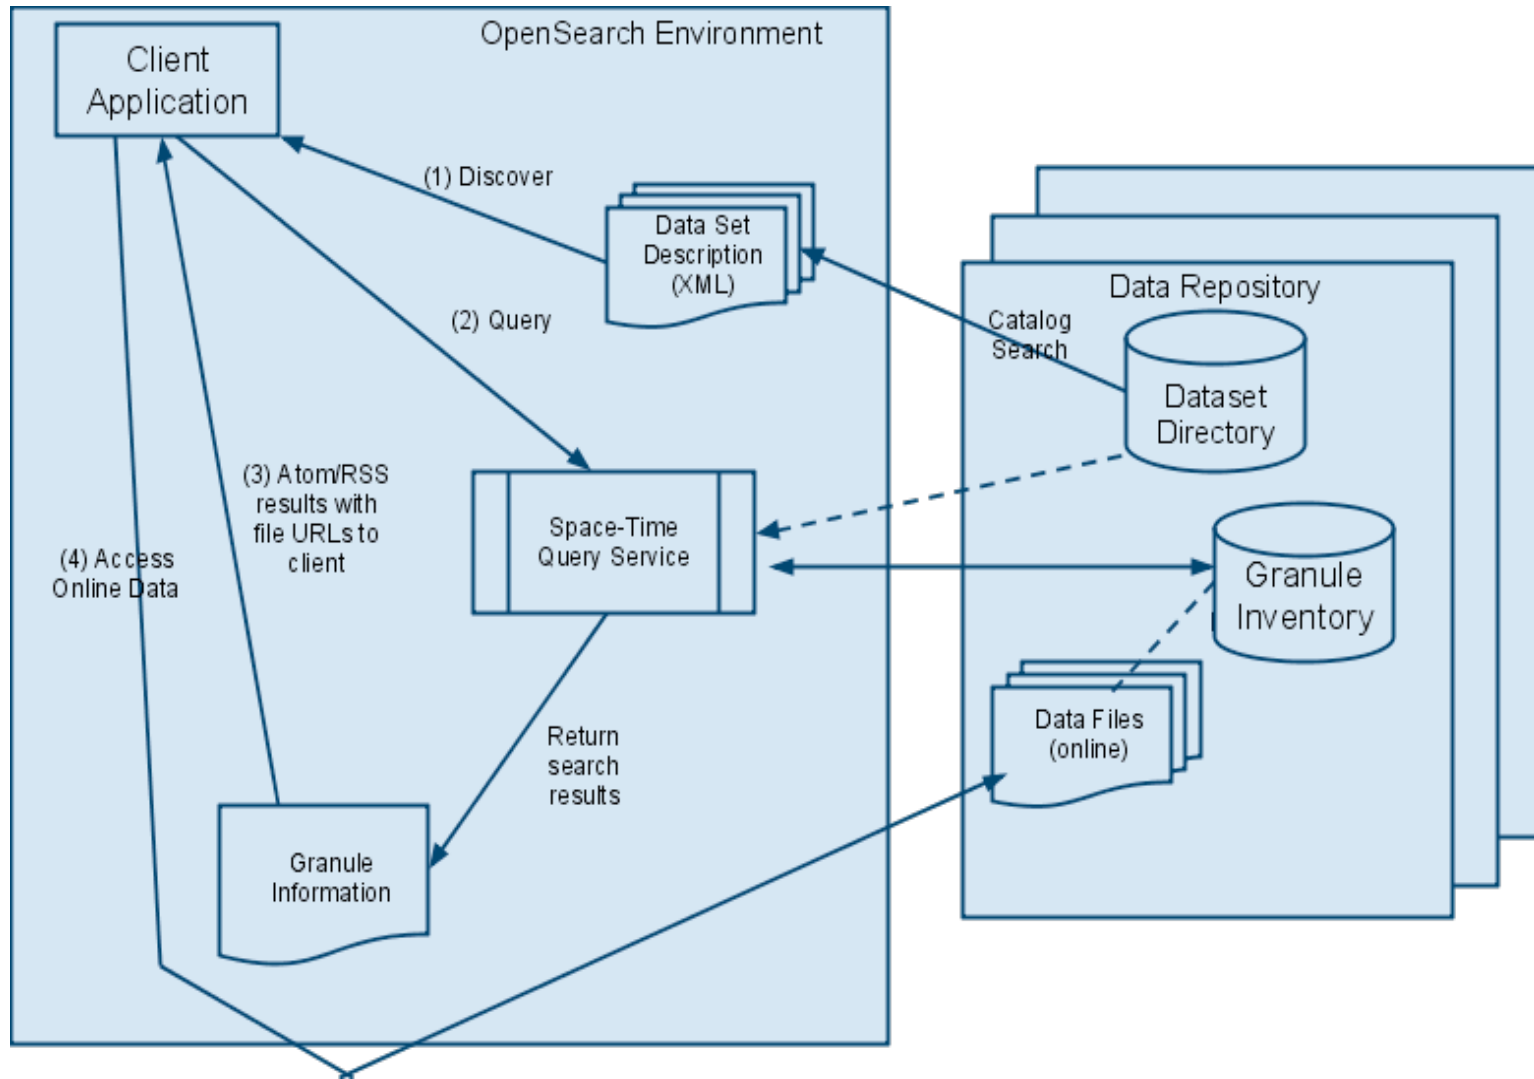 OpenSearch Environment
Client
Application
(1) Discover
Data Set
Description
(XML)
(2) Query
Data Repository
Catalog
Search
Dataset
Directory
(3) Atom/RSS
results with
file URLs to
client
(4) Access
Online Data
Space-Time
Query Service
Granule
Inventory
Data Files
(online)
Return
search
results
Granule
Information